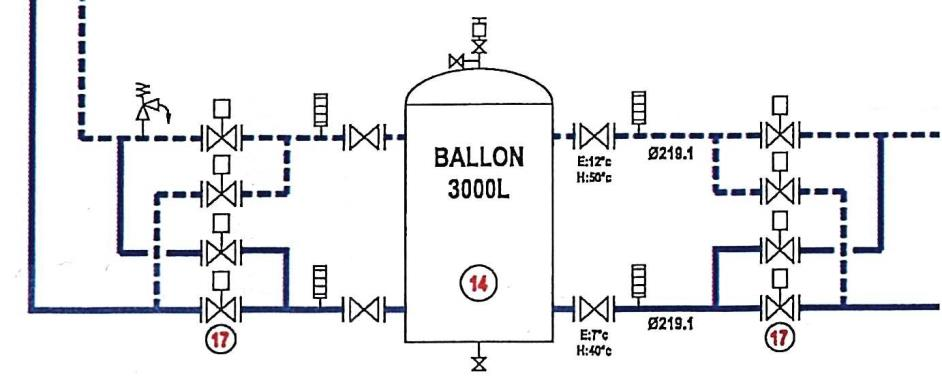 BALLON
3000L
14
E:12°c
H:50°c
Ø219.1
E:7°c
H:40°c
Ø219.1
17
17